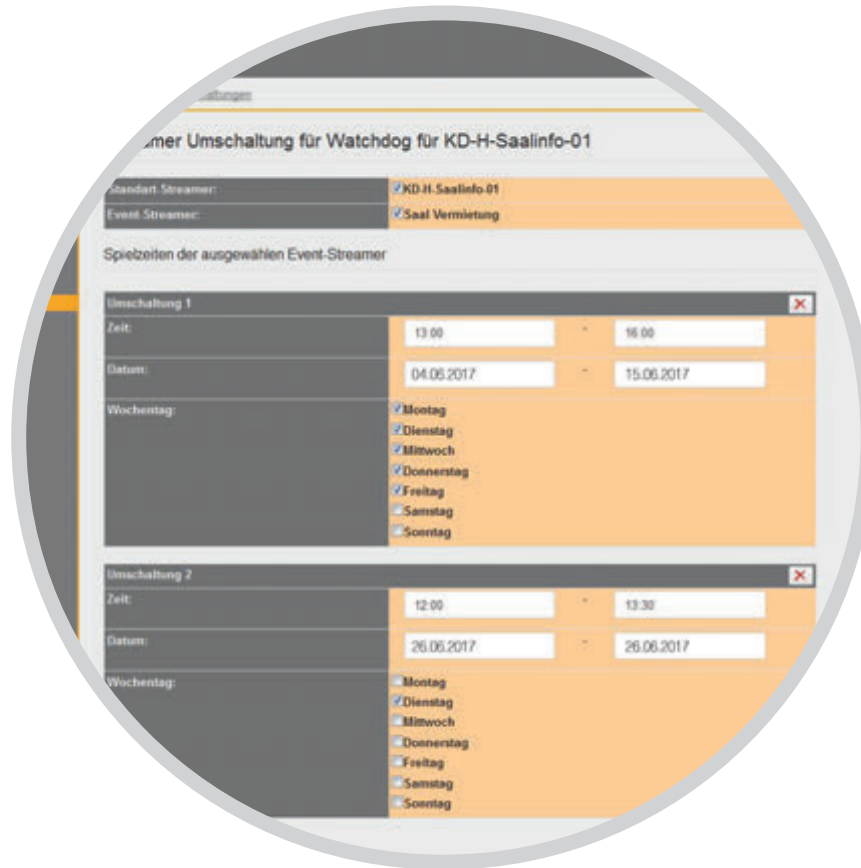 amer Umschaltung für Watchdog für KD-H-Saalinfo-01
Standart-Streamer: KD-H-Saalinfo-01
Event-Streamer: Saal Vermietung
Spielzeiten der ausgewählen Event-Streamer
Umschaltung 1
Zeit: 13:00 - 16:00
Datum: 04.06.2017 - 15.06.2017
Wochentag: Montag
Dienstag
Mittwoch
Donnerstag
Freitag
Samstag
Sonntag
Umschaltung 2
Zeit: 12:00 - 13:30
Datum: 26.06.2017 - 26.06.2017
Wochentag: Montag
Dienstag
Mittwoch
Donnerstag
Freitag
Samstag
Sonntag